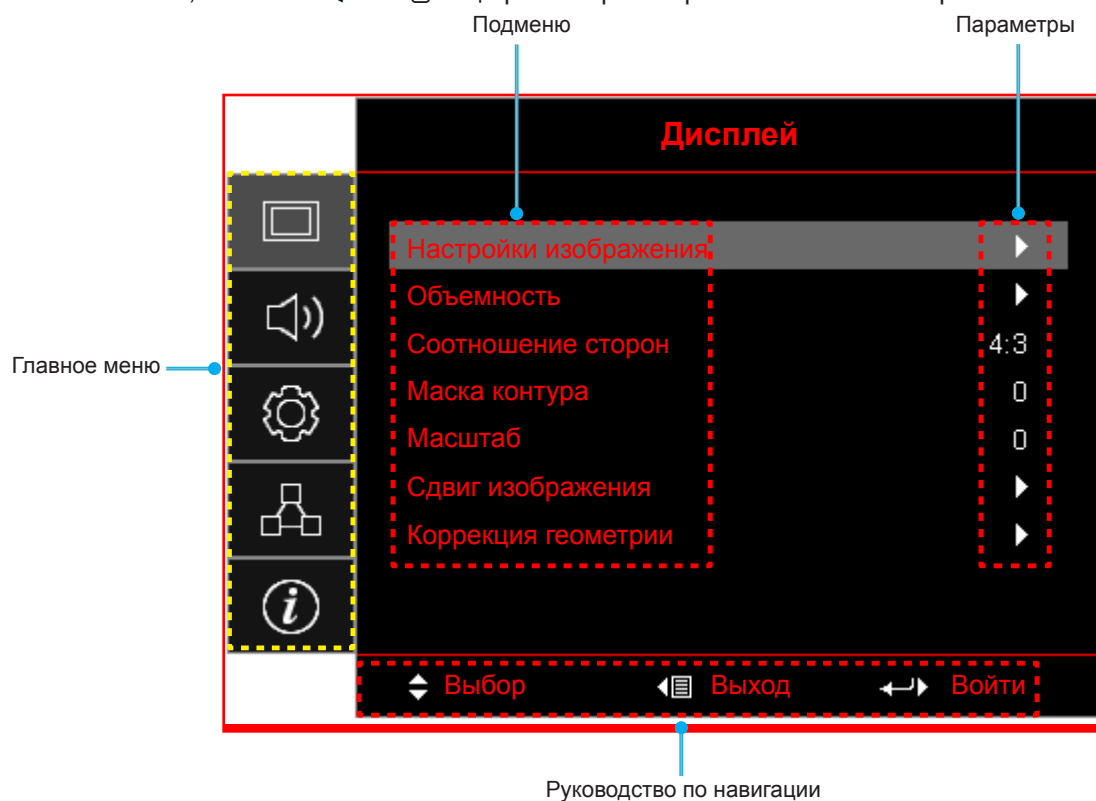 Подменю
Параметры
Дисплей
Настройки изображения
Объемность
Соотношение сторон 4:3
Маска контура 0
Масштаб 0
Сдвиг изображения
Коррекция геометрии
Главное меню
Выбор Выход Войти
Руководство по навигации